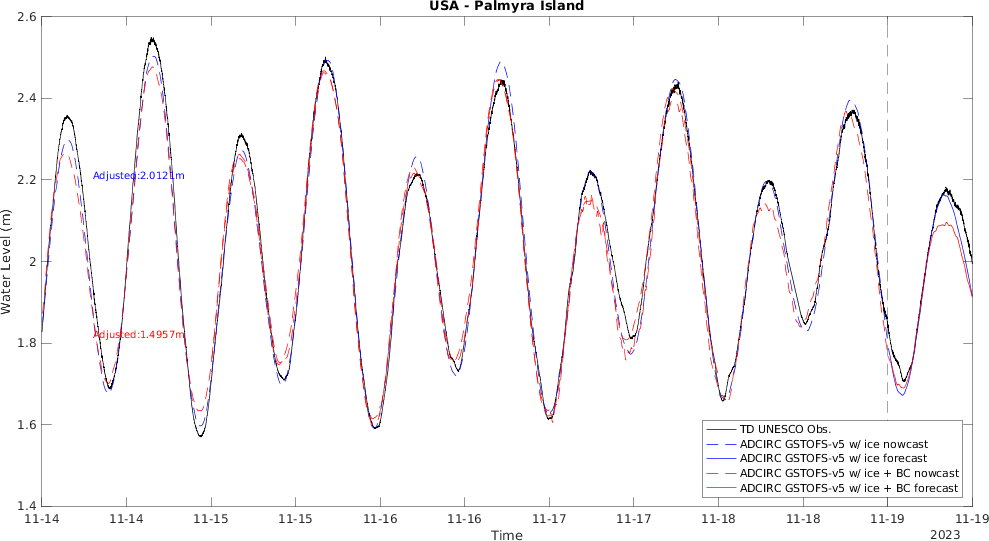 USA - Palmyra Island
2.6
2.4
2.2
2
1.8
1.6
1.4
Water Level (m)
Adjusted:2.0121m
Adjusted:1.4957m
TD UNESCO Obs.
ADCIRC GSTOFS-v5 w/ ice nowcast
ADCIRC GSTOFS-v5 w/ ice forecast
ADCIRC GSTOFS-v5 w/ ice + BC nowcast
ADCIRC GSTOFS-v5 w/ ice + BC forecast
11-14 11-14 11-15 11-15 11-16 11-16 11-17 11-17 11-18 11-18 11-19 11-19
Time
2023